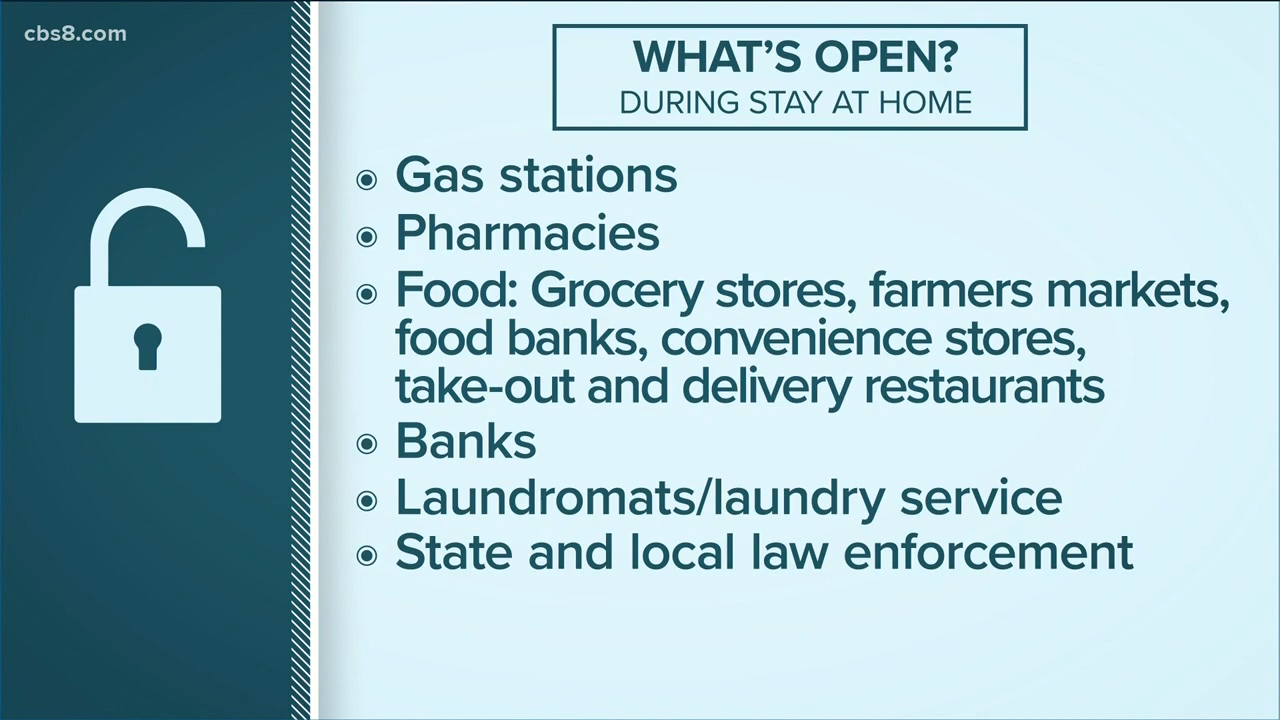 cbs8.com
WHAT’S OPEN?
DURING STAY AT HOME
Gas stations
Pharmacies
Food: Grocery stores, farmers markets,
food banks, convenience stores,
take-out and delivery restaurants
Banks
Laundromats/laundry service
State and local law enforcement